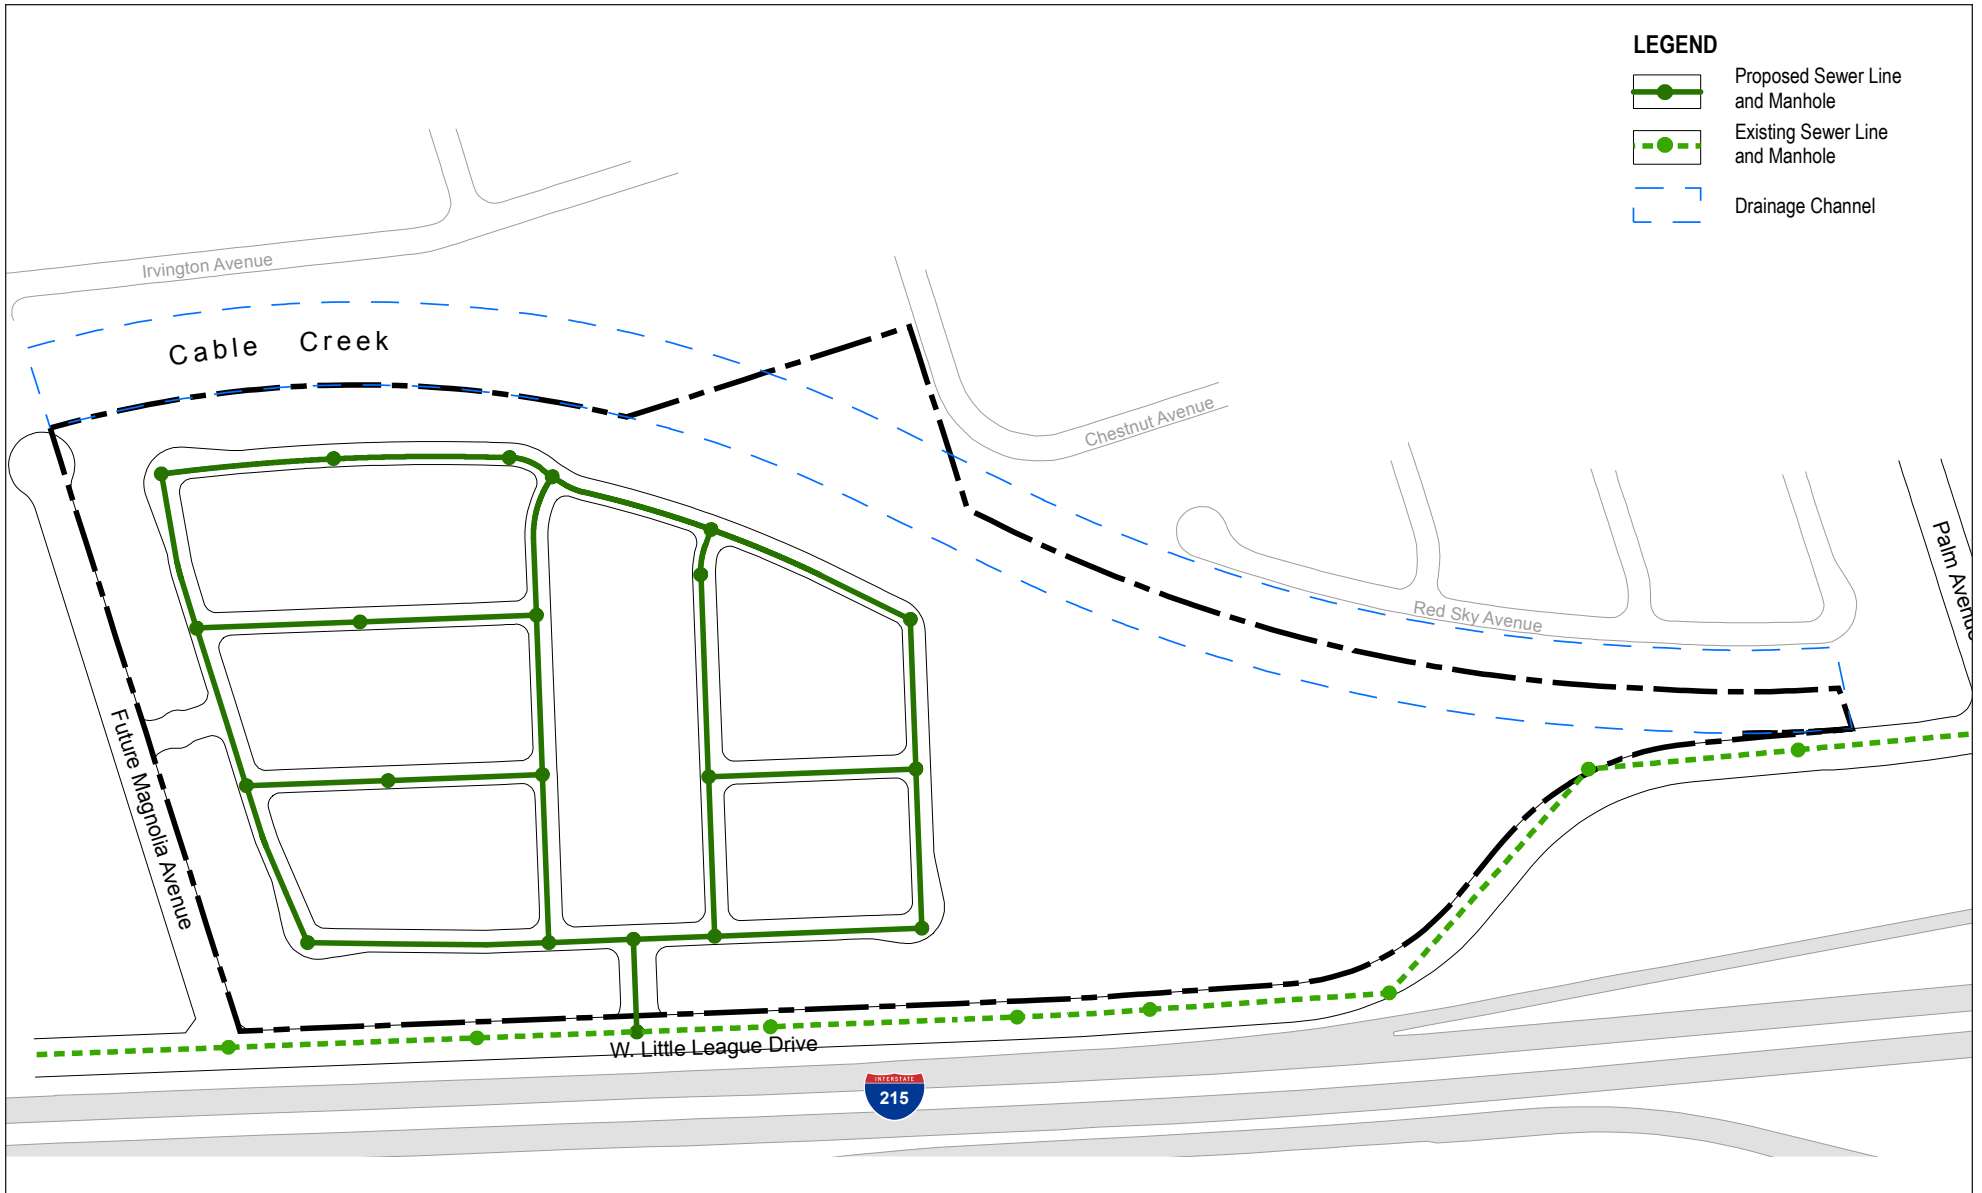 LEGEND
Proposed Sewer Line
and Manhole
Existing Sewer Line
and Manhole
Drainage Channel
Irvington Avenue
Cable Creek
Chestnut Avenue
Red Sky Avenue
Palm Avenue
Future Magnolia Avenue
W. Little League Drive
INTERSTATE
215